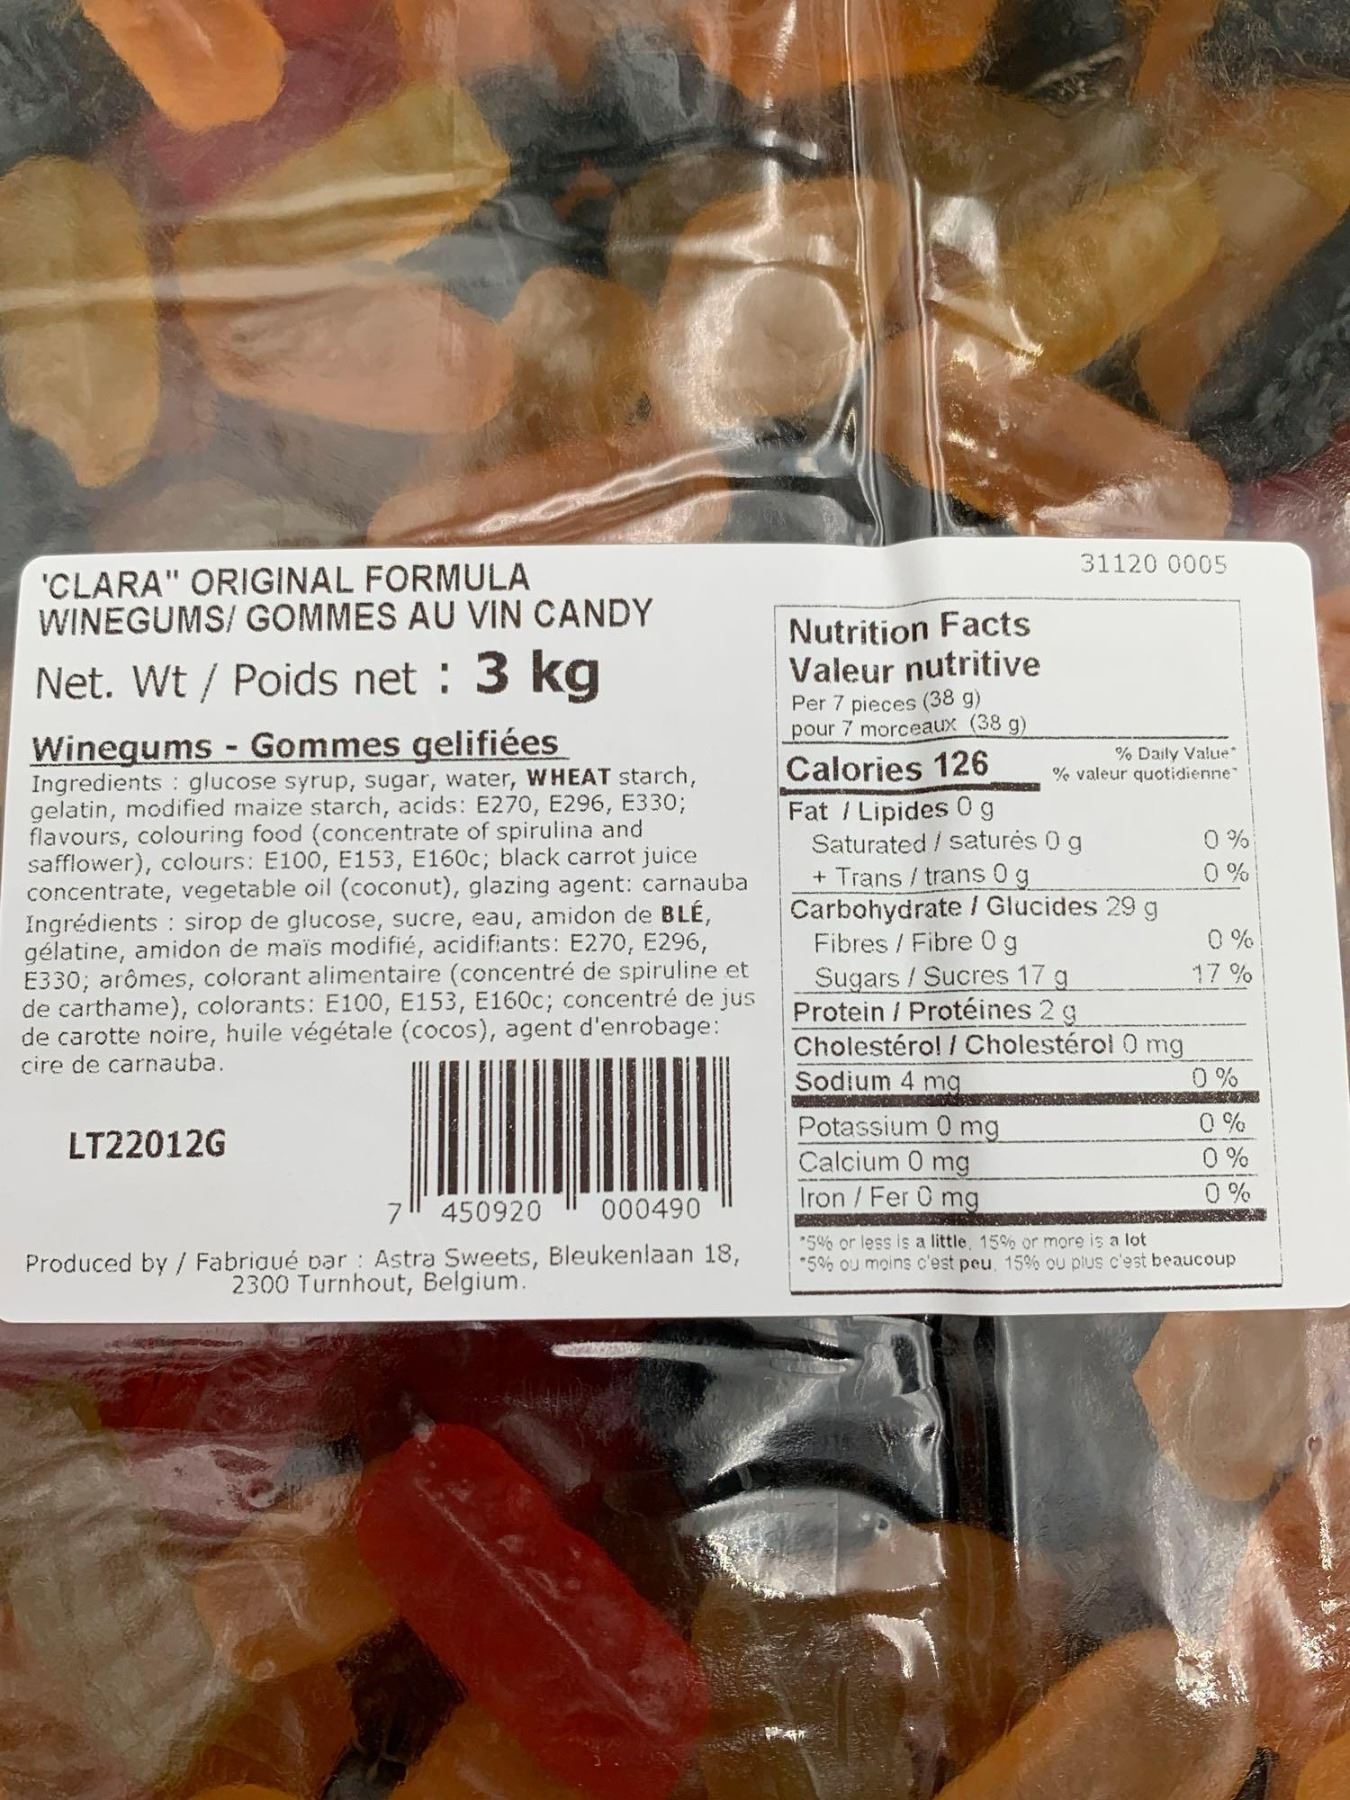 'CLARA" ORIGINAL FORMULA
WINEGUMS/ GOMMES AU VIN CANDY
Net. Wt / Poids net : 3 kg
Winegums - Gommes gelifiées
Ingredients : glucose syrup, sugar, water, WHEAT starch,
gelatin, modified maize starch, acids: E270, E296, E330;
flavours, colouring food (concentrate of spirulina and
safflower), colours: E100, E153, E160c; black carrot juice
concentrate, vegetable oil (coconut), glazing agent: carnauba
Ingrédients : sirop de glucose, sucre, eau, amidon de BLÉ,
gélatine, amidon de maïs modifié, acidifiants: E270, E296,
E330; arômes, colorant alimentaire (concentré de spiruline et
de carthame), colorants: E100, E153, E160c; concentré de jus
de carotte noire, huile végétale (cocos), agent d'enrobage:
cire de carnauba.
LT22012G
7 450920 000490
Produced by / Fabriqué par : Astra Sweets, Bleukenlaan 18,
2300 Turnhout, Belgium.
31120 0005
Nutrition Facts
Valeur nutritive
Per 7 pieces (38 g)
pour 7 morceaux (38 g)
Calories 126
% Daily Value*
% valeur quotidienne*
Fat / Lipides 0 g
Saturated / saturés 0 g 0 %
+ Trans / trans 0 g 0 %
Carbohydrate / Glucides 29 g
Fibres / Fibre 0 g 0 %
Sugars / Sucres 17 g 17 %
Protein / Protéines 2 g
Cholestérol / Cholestérol 0 mg
Sodium 4 mg 0 %
Potassium 0 mg 0 %
Calcium 0 mg 0 %
Iron / Fer 0 mg 0 %
*5% or less is a little, 15% or more is a lot
*5% ou moins c'est peu, 15% ou plus c'est beaucoup